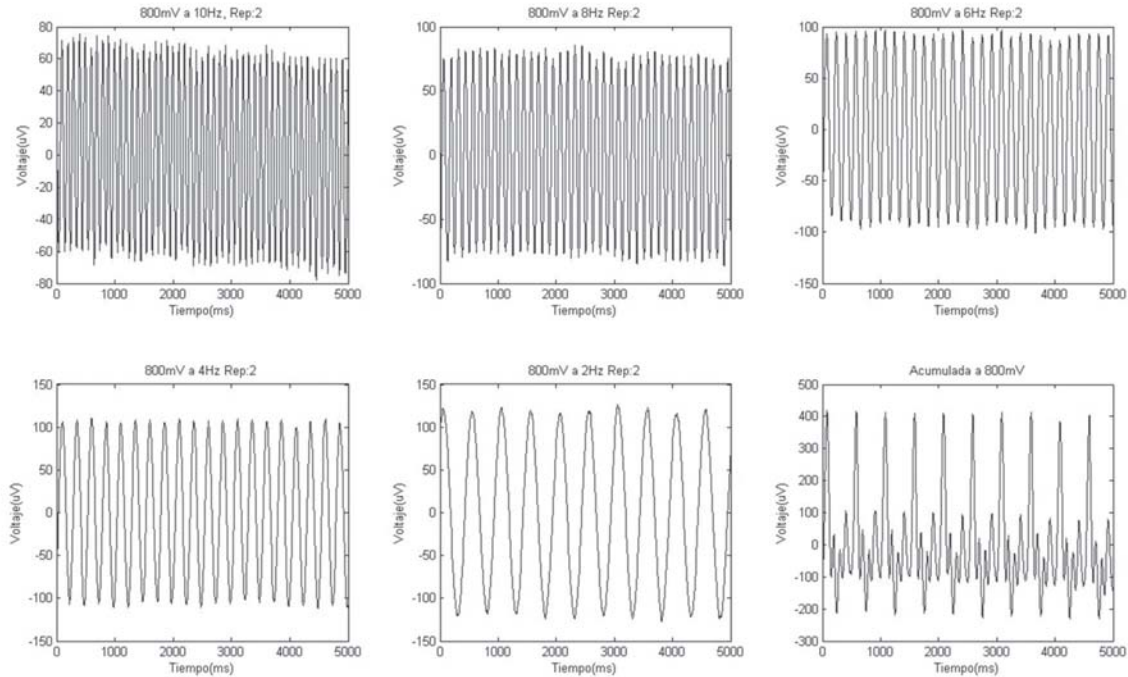 800mV a 10Hz, Rep:2
80
60
40
20
0
-20
-40
-60
-80
Voltaje(uV)
0 1000 2000 3000 4000 5000
Tiempo(ms)
800mV a 8Hz Rep:2
100
50
0
-50
-100
Voltaje(uV)
0 1000 2000 3000 4000 5000
Tiempo(ms)
800mV a 6Hz Rep:2
100
50
0
-50
-100
-150
Voltaje(uV)
0 1000 2000 3000 4000 5000
Tiempo(ms)
800mV a 4Hz Rep:2
150
100
50
0
-50
-100
-150
Voltaje(uV)
0 1000 2000 3000 4000 5000
Tiempo(ms)
800mV a 2Hz Rep:2
150
100
50
0
-50
-100
-150
Voltaje(uV)
0 1000 2000 3000 4000 5000
Tiempo(ms)
Acumulada a 800mV
500
400
300
200
100
0
-100
-200
-300
Voltaje(uV)
0 1000 2000 3000 4000 5000
Tiempo(ms)